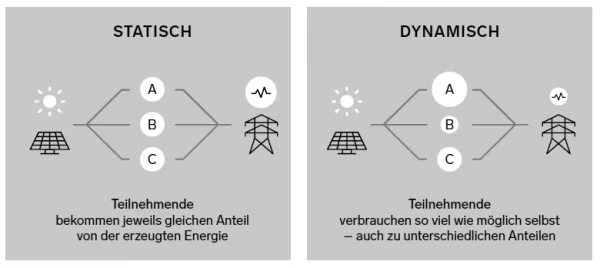 STATISCH
A
B
C
Teilnehmende
bekommen jeweils gleichen Anteil
von der erzeugten Energie
DYNAMISCH
A
B
C
Teilnehmende
verbrauchen so viel wie möglich selbst
– auch zu unterschiedlichen Anteilen